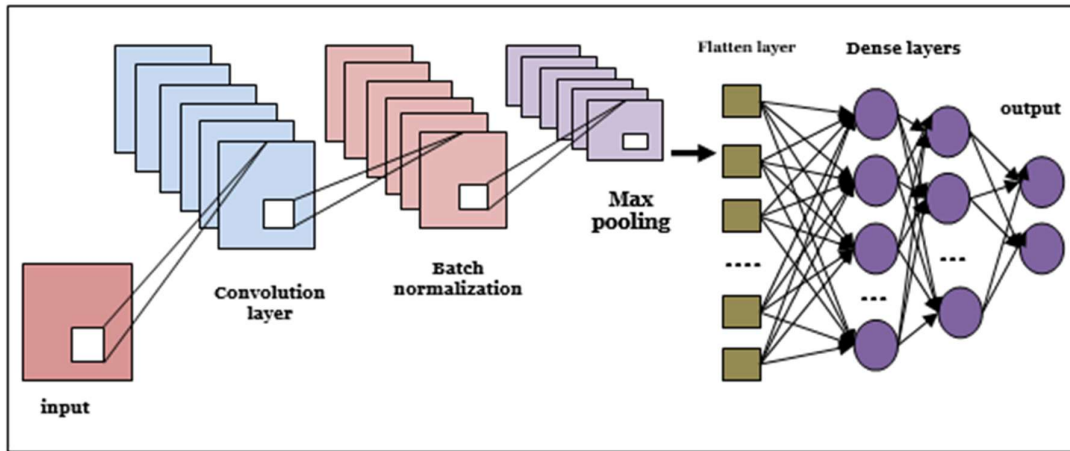 Flatten layer
Dense layers
output
Max
pooling
Batch
normalization
Convolution
layer
input
....
...
...